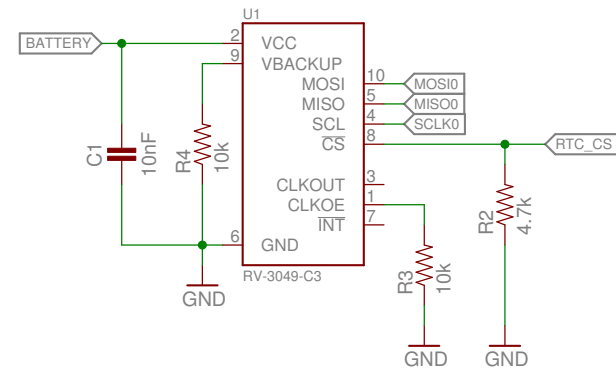 U1
BATTERY
2
VCC
9
VBACKUP
MOSI
10
MOSI0
MISO
5
MISO0
SCL
4
SCLK0
CS
8
RTC_CS
C1
10nF
R4
10k
CLKOUT
3
CLKOE
1
INT
7
R2
4.7k
6
GND
RV-3049-C3
R3
10k
GND
GND
GND